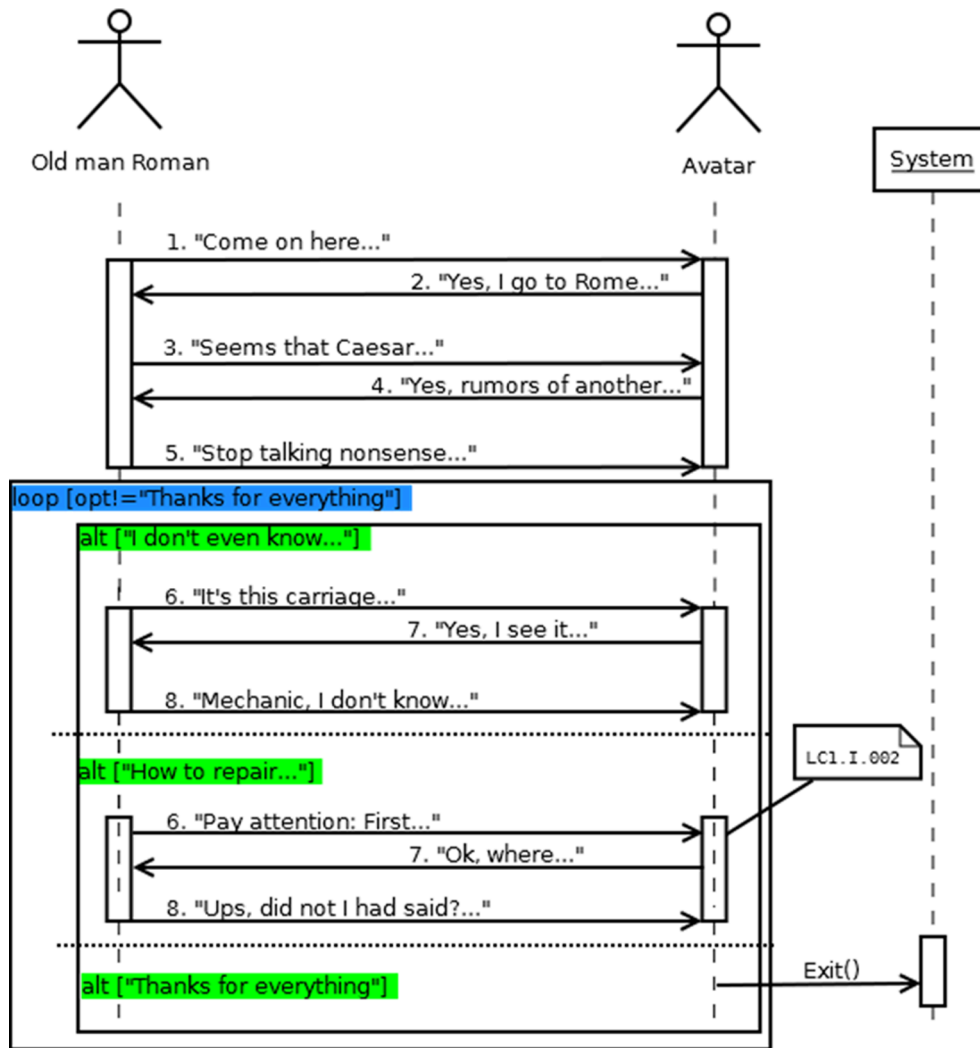 Old man Roman
Avatar
System
1. "Come on here..."
2. "Yes, I go to Rome..."
3. "Seems that Caesar..."
4. "Yes, rumors of another..."
5. "Stop talking nonsense..."
loop [opt!="Thanks for everything"]
alt ["I don't even know..."]
6. "It's this carriage..."
7. "Yes, I see it..."
8. "Mechanic, I don't know..."
alt ["How to repair..."]
LC1.I.002
6. "Pay attention: First..."
7. "Ok, where..."
8. "Ups, did not I had said?..."
Exit()
alt ["Thanks for everything"]